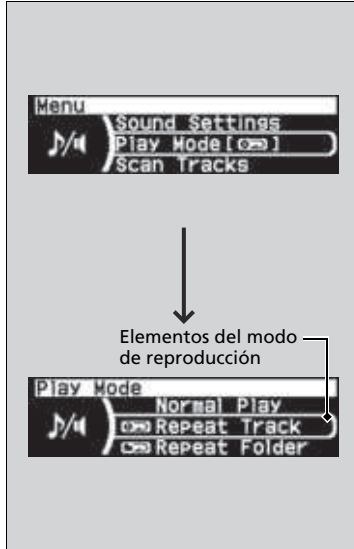 Menu
Sound Settings
Play Mode[ ]
Scan Tracks
Elementos del modo
de reproducción
Play Mode
Normal Play
Repeat Track
Repeat Folder